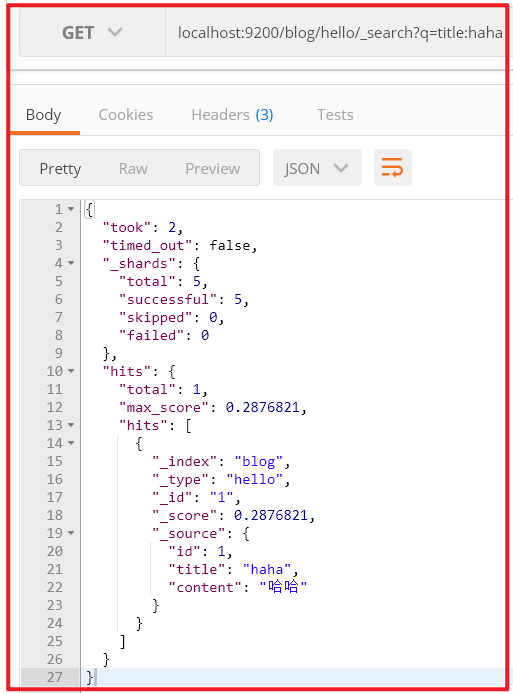 GET localhost:9200/blog/hello/_search?q=title:haha
Body Cookies Headers (3) Tests
Pretty Raw Preview JSON
1 {
2 "took": 2,
3 "timed_out": false,
4 "_shards": {
5 "total": 5,
6 "successful": 5,
7 "skipped": 0,
8 "failed": 0
9 },
10 "hits": {
11 "total": 1,
12 "max_score": 0.2876821,
13 "hits": [
14 {
15 "_index": "blog",
16 "_type": "hello",
17 "_id": "1",
18 "_score": 0.2876821,
19 "_source": {
20 "id": 1,
21 "title": "haha",
22 "content": "哈哈"
23 }
24 }
25 ]
26 }
27 }